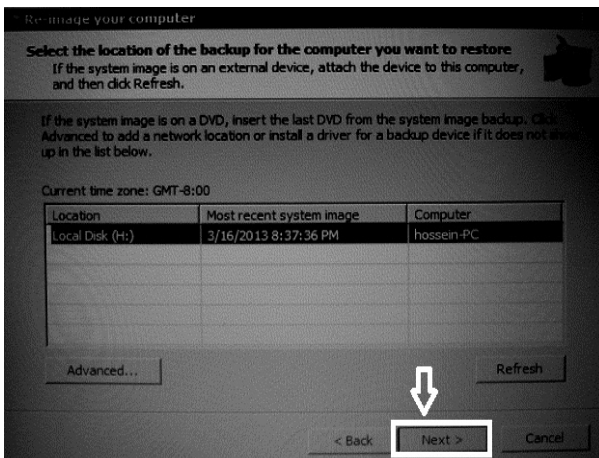 Re-image your computer
Select the location of the backup for the computer you want to restore
If the system image is on an external device, attach the device to this computer,
and then click Refresh.
If the system image is on a DVD, insert the last DVD from the system image backup. Click
Advanced to add a network location or install a driver for a backup device if it does not show
up in the list below.
Current time zone: GMT-8:00
Location Most recent system image Computer
Local Disk (H:) 3/16/2013 8:37:36 PM hossein-PC
Advanced... Refresh
< Back Next > Cancel